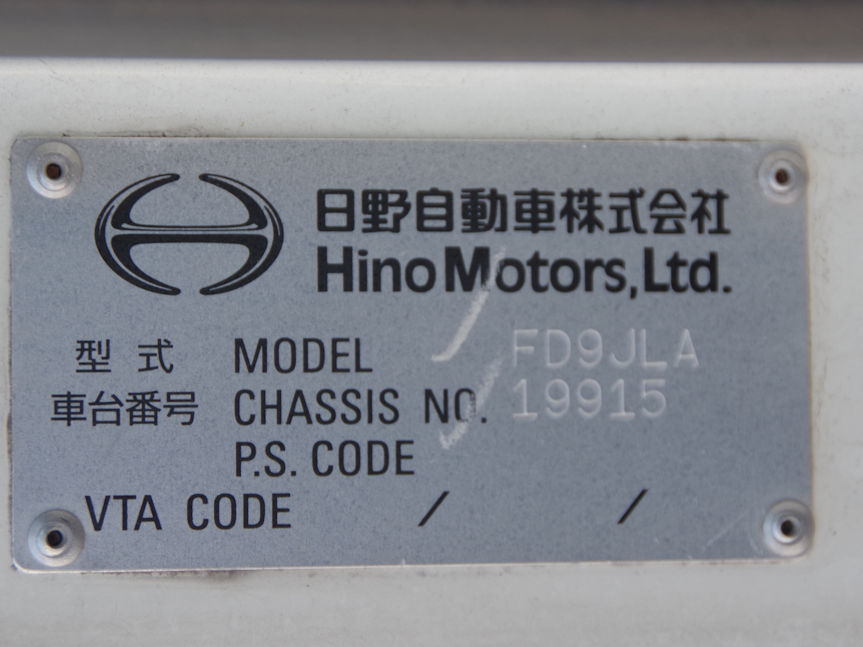 日野自動車株式会社
Hino Motors, Ltd.
型式 MODEL FD9JLA
車台番号 CHASSIS NO. 19915
P.S. CODE
VTA CODE / /